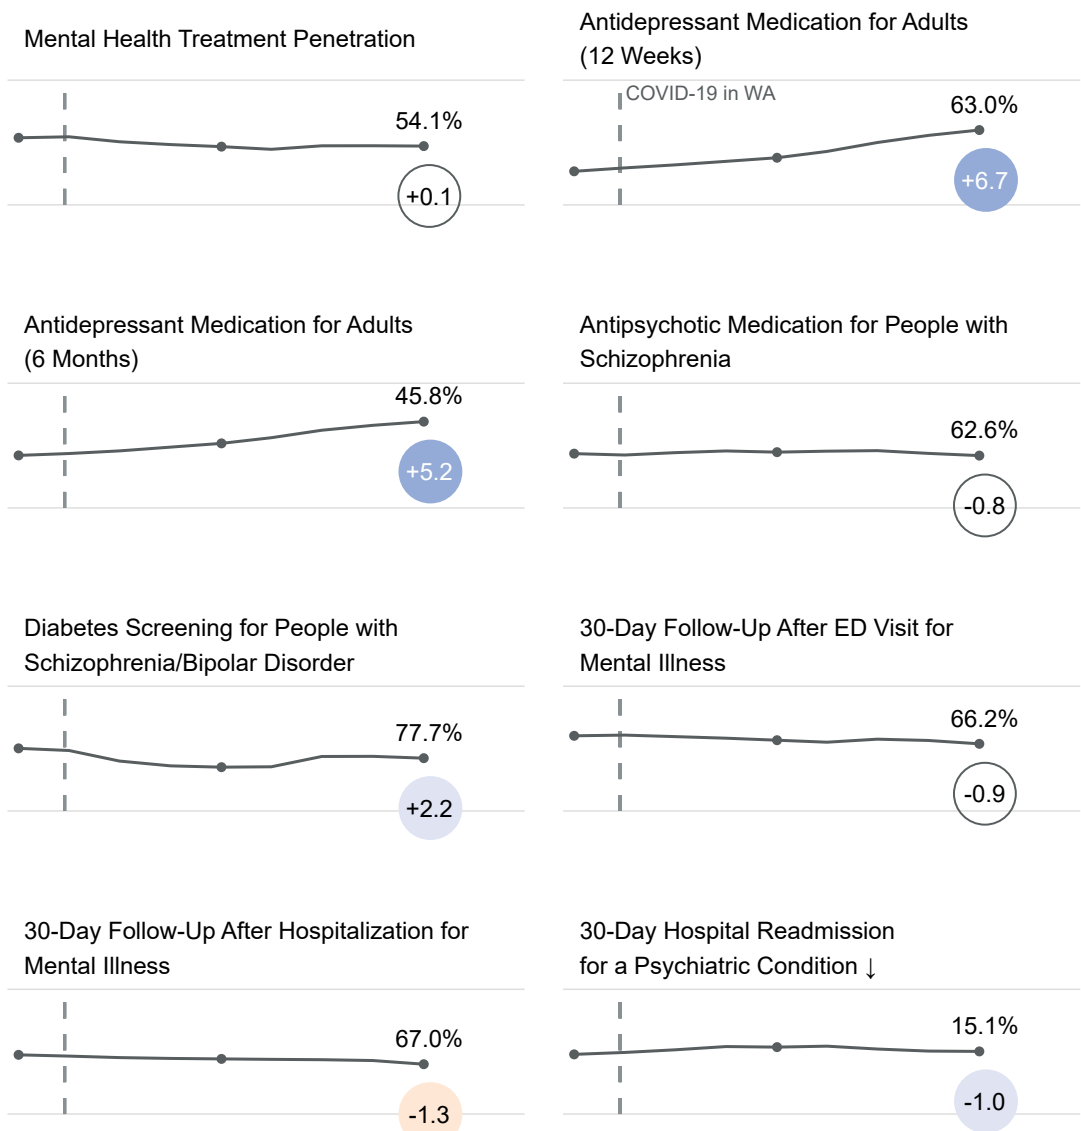 Mental Health Treatment Penetration
54.1%
+0.1
Antidepressant Medication for Adults
(12 Weeks)
COVID-19 in WA
63.0%
+6.7
Antidepressant Medication for Adults
(6 Months)
45.8%
+5.2
Antipsychotic Medication for People with
Schizophrenia
62.6%
-0.8
Diabetes Screening for People with
Schizophrenia/Bipolar Disorder
77.7%
+2.2
30-Day Follow-Up After ED Visit for
Mental Illness
66.2%
-0.9
30-Day Follow-Up After Hospitalization for
Mental Illness
67.0%
-1.3
30-Day Hospital Readmission
for a Psychiatric Condition ↓
15.1%
-1.0